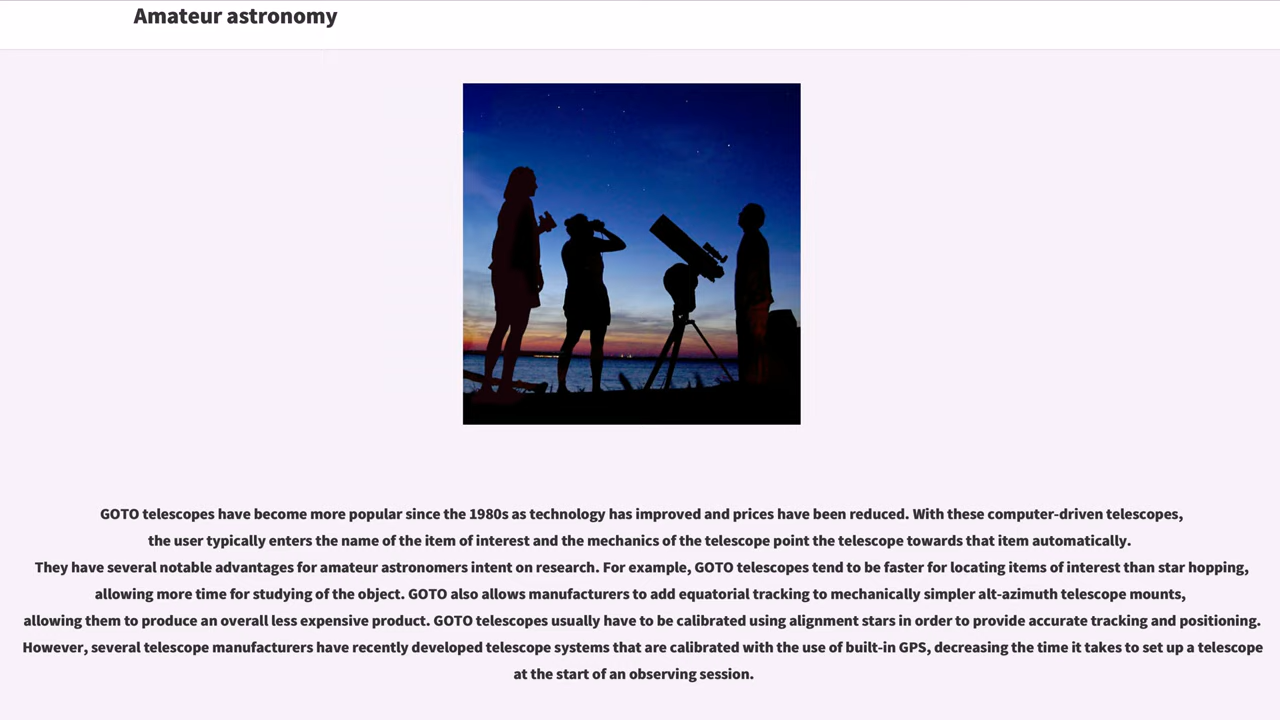 Amateur astronomy
GOTO telescopes have become more popular since the 1980s as technology has improved and prices have been reduced. With these computer-driven telescopes,
the user typically enters the name of the item of interest and the mechanics of the telescope point the telescope towards that item automatically.
They have several notable advantages for amateur astronomers intent on research. For example, GOTO telescopes tend to be faster for locating items of interest than star hopping,
allowing more time for studying of the object. GOTO also allows manufacturers to add equatorial tracking to mechanically simpler alt-azimuth telescope mounts,
allowing them to produce an overall less expensive product. GOTO telescopes usually have to be calibrated using alignment stars in order to provide accurate tracking and positioning.
However, several telescope manufacturers have recently developed telescope systems that are calibrated with the use of built-in GPS, decreasing the time it takes to set up a telescope
at the start of an observing session.